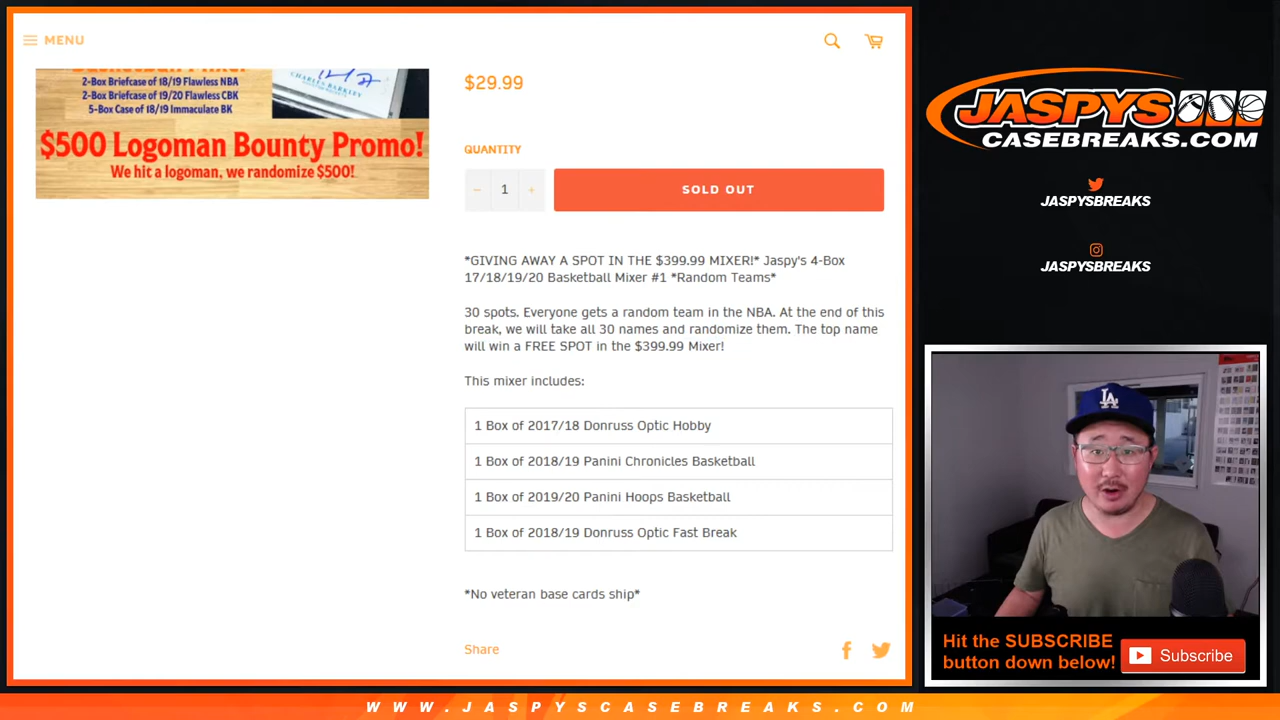 MENU
Basketball Mixer
2-Box Briefcase of 18/19 Flawless NBA
2-Box Briefcase of 19/20 Flawless CBK
5-Box Case of 18/19 Immaculate BK
CHARLES BARKLEY
$500 Logoman Bounty Promo!
We hit a logoman, we randomize $500!
$29.99
QUANTITY
− 1 +
SOLD OUT
*GIVING AWAY A SPOT IN THE $399.99 MIXER!* Jaspy's 4-Box
17/18/19/20 Basketball Mixer #1 *Random Teams*
30 spots. Everyone gets a random team in the NBA. At the end of this
break, we will take all 30 names and randomize them. The top name
will win a FREE SPOT in the $399.99 Mixer!
This mixer includes:
1 Box of 2017/18 Donruss Optic Hobby
1 Box of 2018/19 Panini Chronicles Basketball
1 Box of 2019/20 Panini Hoops Basketball
1 Box of 2018/19 Donruss Optic Fast Break
*No veteran base cards ship*
Share
JASPYS
CASEBREAKS.COM
JASPYSBREAKS
JASPYSBREAKS
LA
Hit the SUBSCRIBE
button down below!
Subscribe
WWW.JASPYSCASEBREAKS.COM